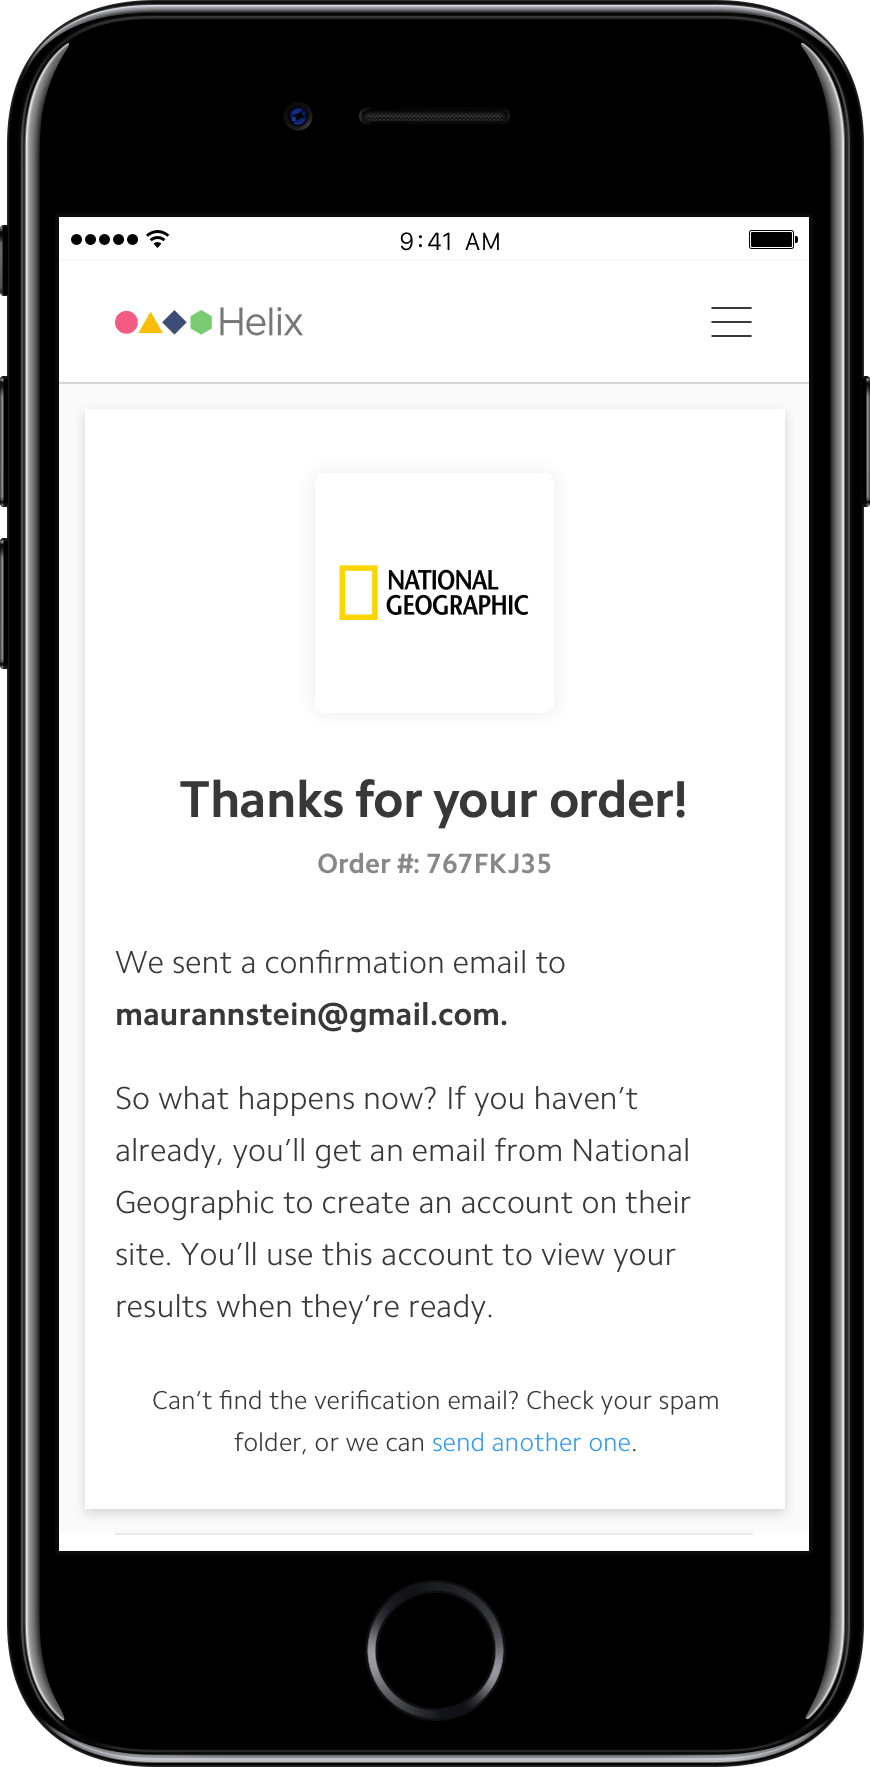 9:41 AM
Helix
NATIONAL
GEOGRAPHIC
Thanks for your order!
Order #: 767FKJ35
We sent a confirmation email to
maurannstein@gmail.com.
So what happens now? If you haven’t
already, you’ll get an email from National
Geographic to create an account on their
site. You’ll use this account to view your
results when they’re ready.
Can’t find the verification email? Check your spam
folder, or we can send another one.